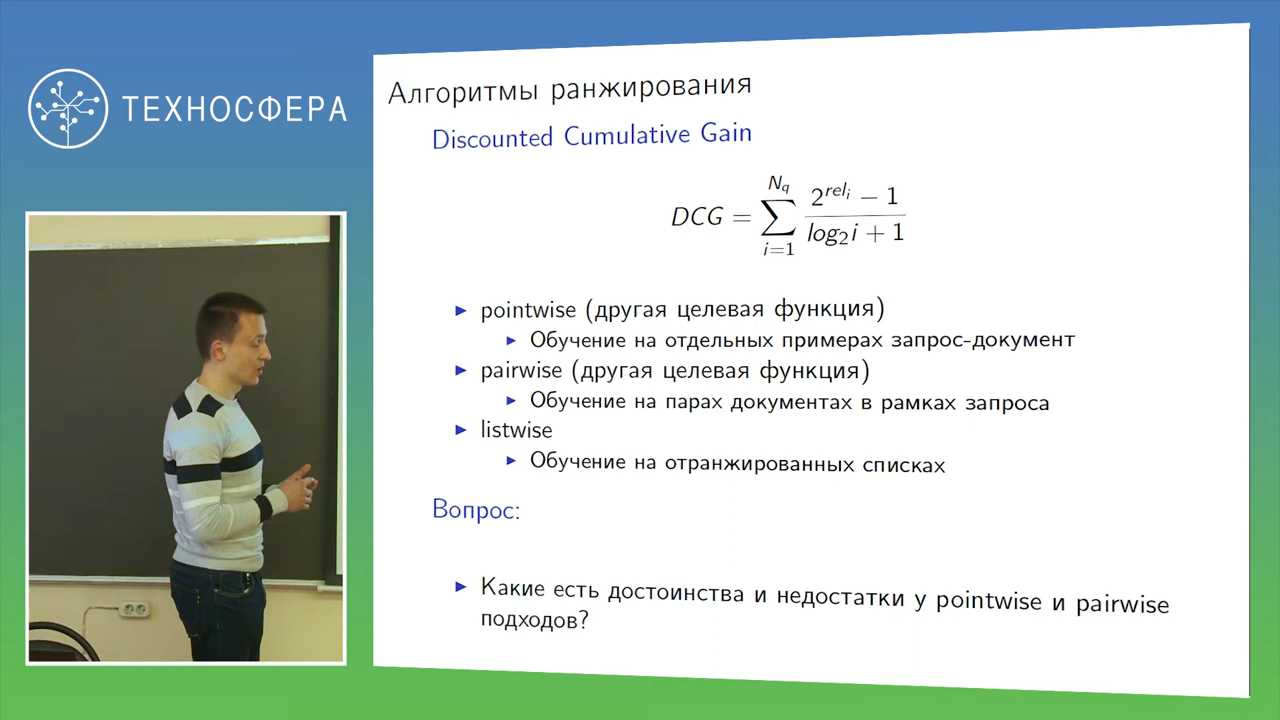 ТЕХНОСФЕРА
Алгоритмы ранжирования
Discounted Cumulative Gain
DCG = \sum_{i=1}^{N_q} \frac{2^{rel_i} - 1}{log_2 i + 1}
pointwise (другая целевая функция)
Обучение на отдельных примерах запрос-документ
pairwise (другая целевая функция)
Обучение на парах документах в рамках запроса
listwise
Обучение на отранжированных списках
Вопрос:
Какие есть достоинства и недостатки у pointwise и pairwise
подходов?